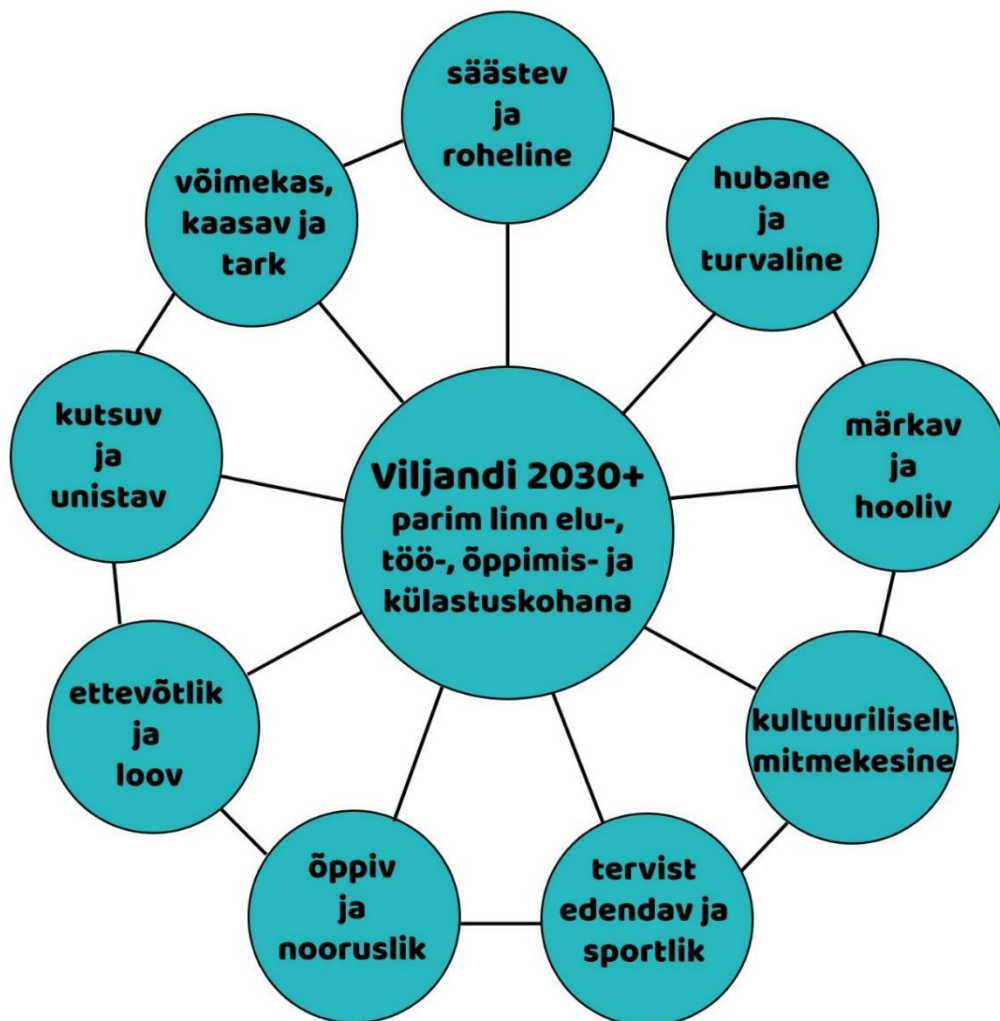 säästev
ja
roheline
hubane
ja
turvaline
märkav
ja
hooliv
kultuuriliselt
mitmekesine
tervist
edendav ja
sportlik
õppiv
ja
nooruslik
ettevõtlik
ja
loov
kutsuv
ja
unistav
võimekas,
kaasav ja
tark
Viljandi 2030+
parim linn elu-,
töö-, õppimis- ja
külastuskohana